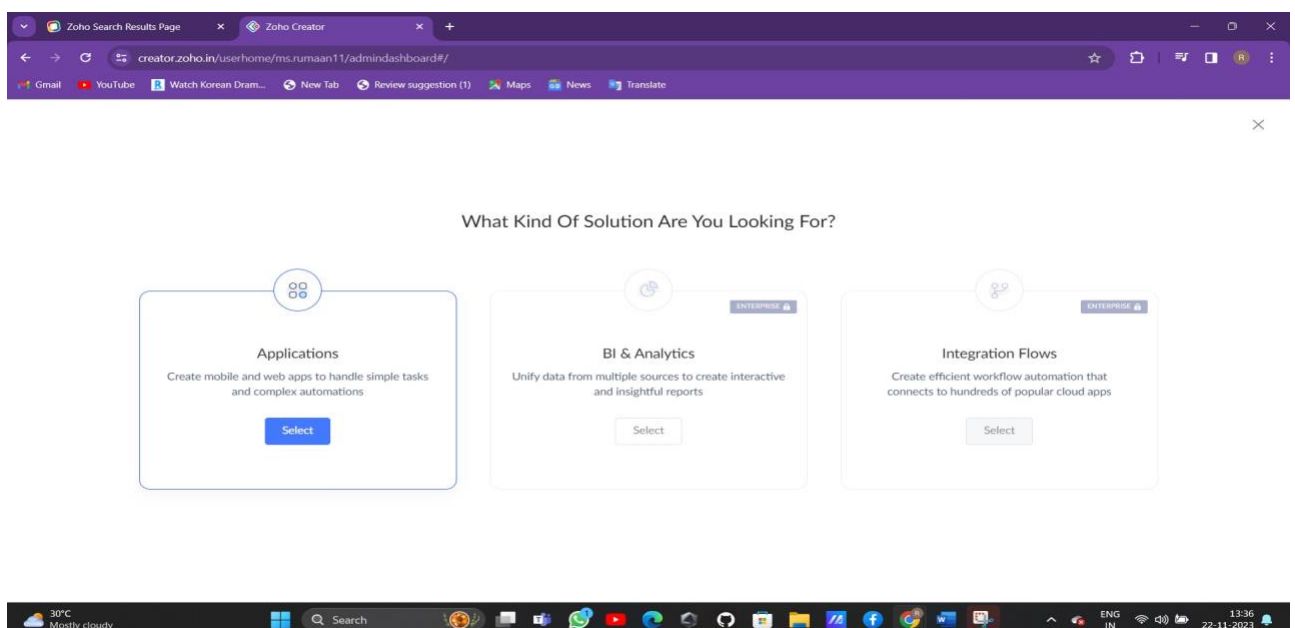 Zoho Search Results Page
Zoho Creator
creator.zoho.in/userhome/ms.rumaan11/admindashboard#/
R
Gmail
YouTube
Watch Korean Dram...
New Tab
Review suggestion (1)
Maps
News
Translate
What Kind Of Solution Are You Looking For?
ENTERPRISE
ENTERPRISE
Applications
BI & Analytics
Integration Flows
Create mobile and web apps to handle simple tasks
and complex automations
Unify data from multiple sources to create interactive
and insightful reports
Create efficient workflow automation that
connects to hundreds of popular cloud apps
Select
Select
Select
30°C
Mostly cloudy
Search
ENG
IN
13:36
22-11-2023